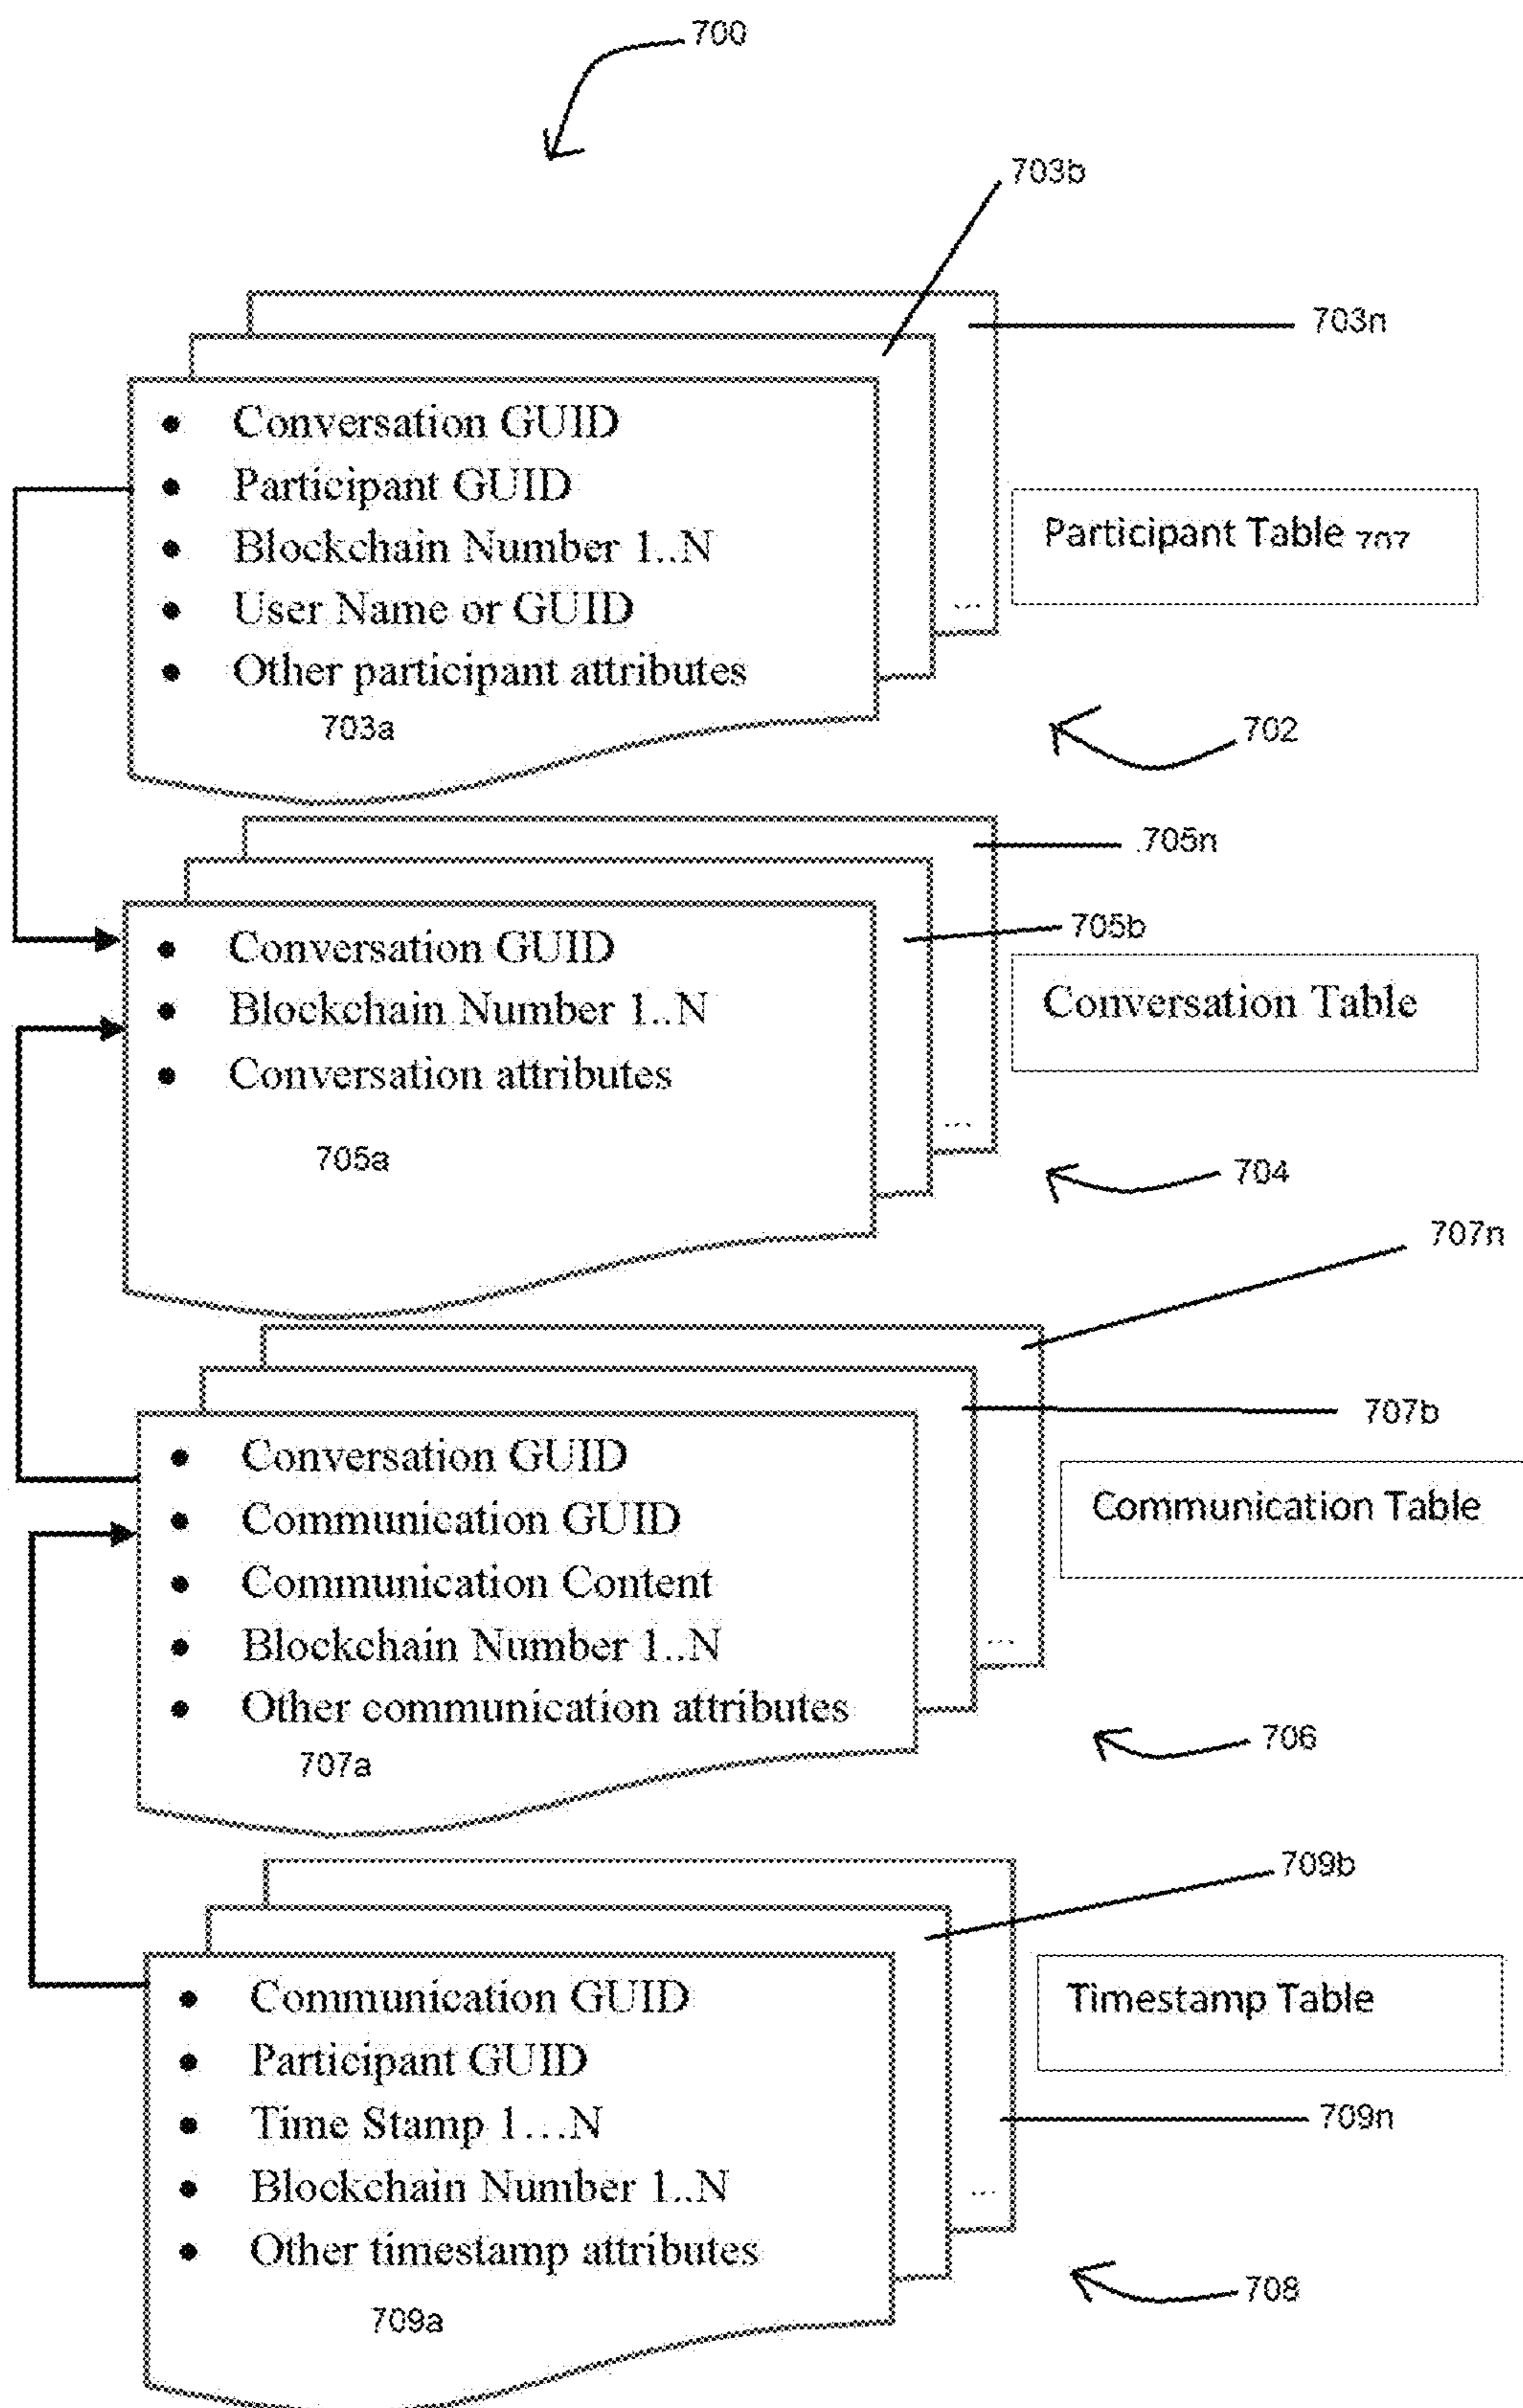 700
703b
703n
• Conversation GUID
• Participant GUID
• Blockchain Number 1..N
• User Name or GUID
• Other participant attributes
703a
...
Participant Table 707
702
.705n
705b
• Conversation GUID
• Blockchain Number 1..N
• Conversation attributes
705a
...
Conversation Table
704
707n
707b
• Conversation GUID
• Communication GUID
• Communication Content
• Blockchain Number 1..N
• Other communication attributes
707a
...
Communication Table
706
709b
• Communication GUID
• Participant GUID
• Time Stamp 1...N
• Blockchain Number 1..N
• Other timestamp attributes
709a
...
Timestamp Table
709n
708